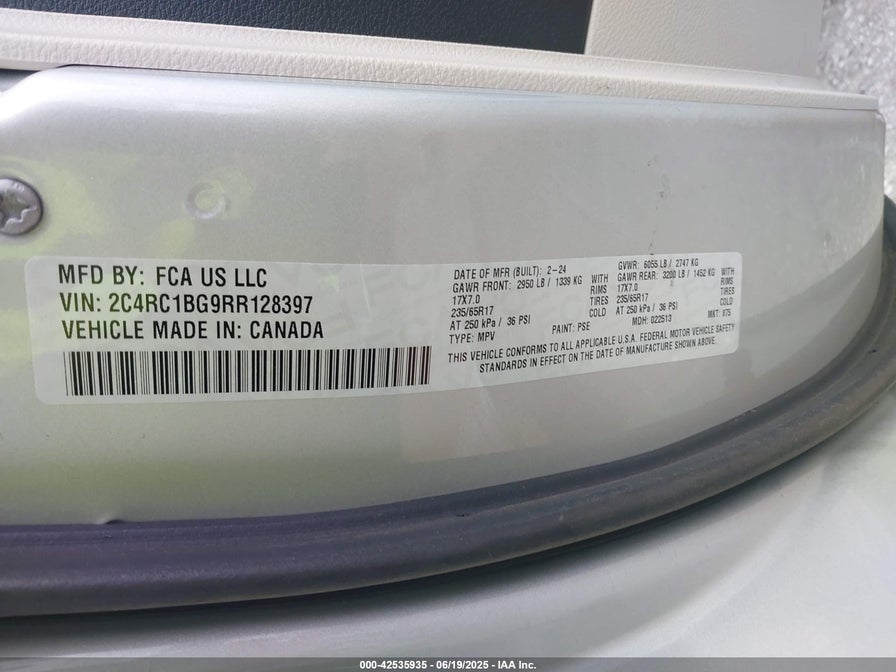 MFD BY: FCA US LLC
VIN: 2C4RC1BG9RR128397
VEHICLE MADE IN: CANADA
DATE OF MFR (BUILT): 2-24 GVWR: 6055 LB / 2747 KG
GAWR FRONT: 2950 LB / 1339 KG WITH GAWR REAR: 3200 LB / 1452 KG WITH
17X7.0 RIMS 17X7.0 RIMS
235/65R17 TIRES 235/65R17 TIRES
AT 250 kPa / 36 PSI COLD AT 250 kPa / 36 PSI COLD
TYPE: MPV PAINT: PSE MDH: 022513 MKT: 875
THIS VEHICLE CONFORMS TO ALL APPLICABLE U.S.A. FEDERAL MOTOR VEHICLE SAFETY
STANDARDS IN EFFECT ON THE DATE OF MANUFACTURE SHOWN ABOVE.
000-42535935 / 06/19/2025 / IAA Inc.